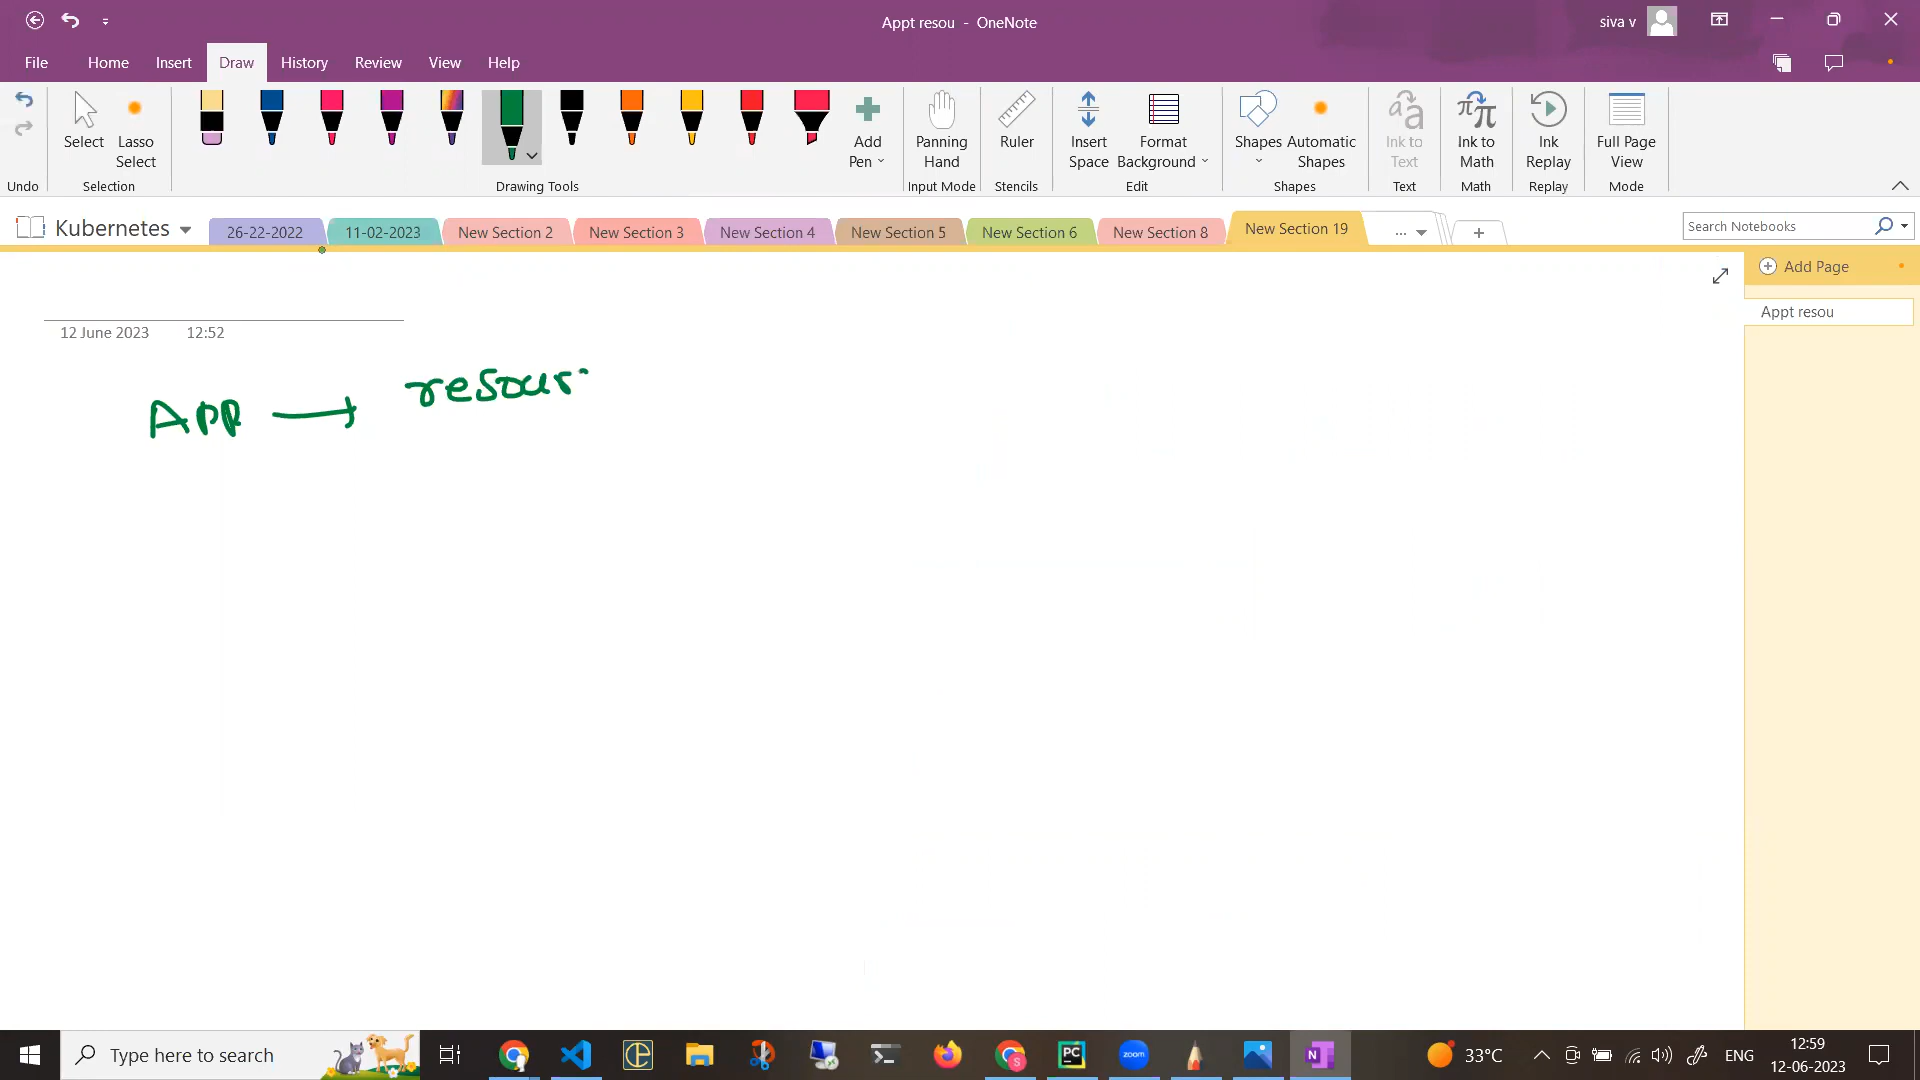 Appt resou - OneNote
siva v
File Home Insert Draw History Review View Help
Select
Lasso Select
Add Pen
Panning Hand
Ruler
Insert Space
Format Background
Shapes
Automatic Shapes
Ink to Text
Ink to Math
Ink Replay
Full Page View
Undo Selection Drawing Tools Input Mode Stencils Edit Shapes Text Math Replay Mode
Kubernetes 26-22-2022 11-02-2023 New Section 2 New Section 3 New Section 4 New Section 5 New Section 6 New Section 8 New Section 19 ... + Search Notebooks
Add Page
Appt resou
12 June 2023 12:52
App → resour
Type here to search
PC
zoom
N
33°C
ENG
12:59
12-06-2023